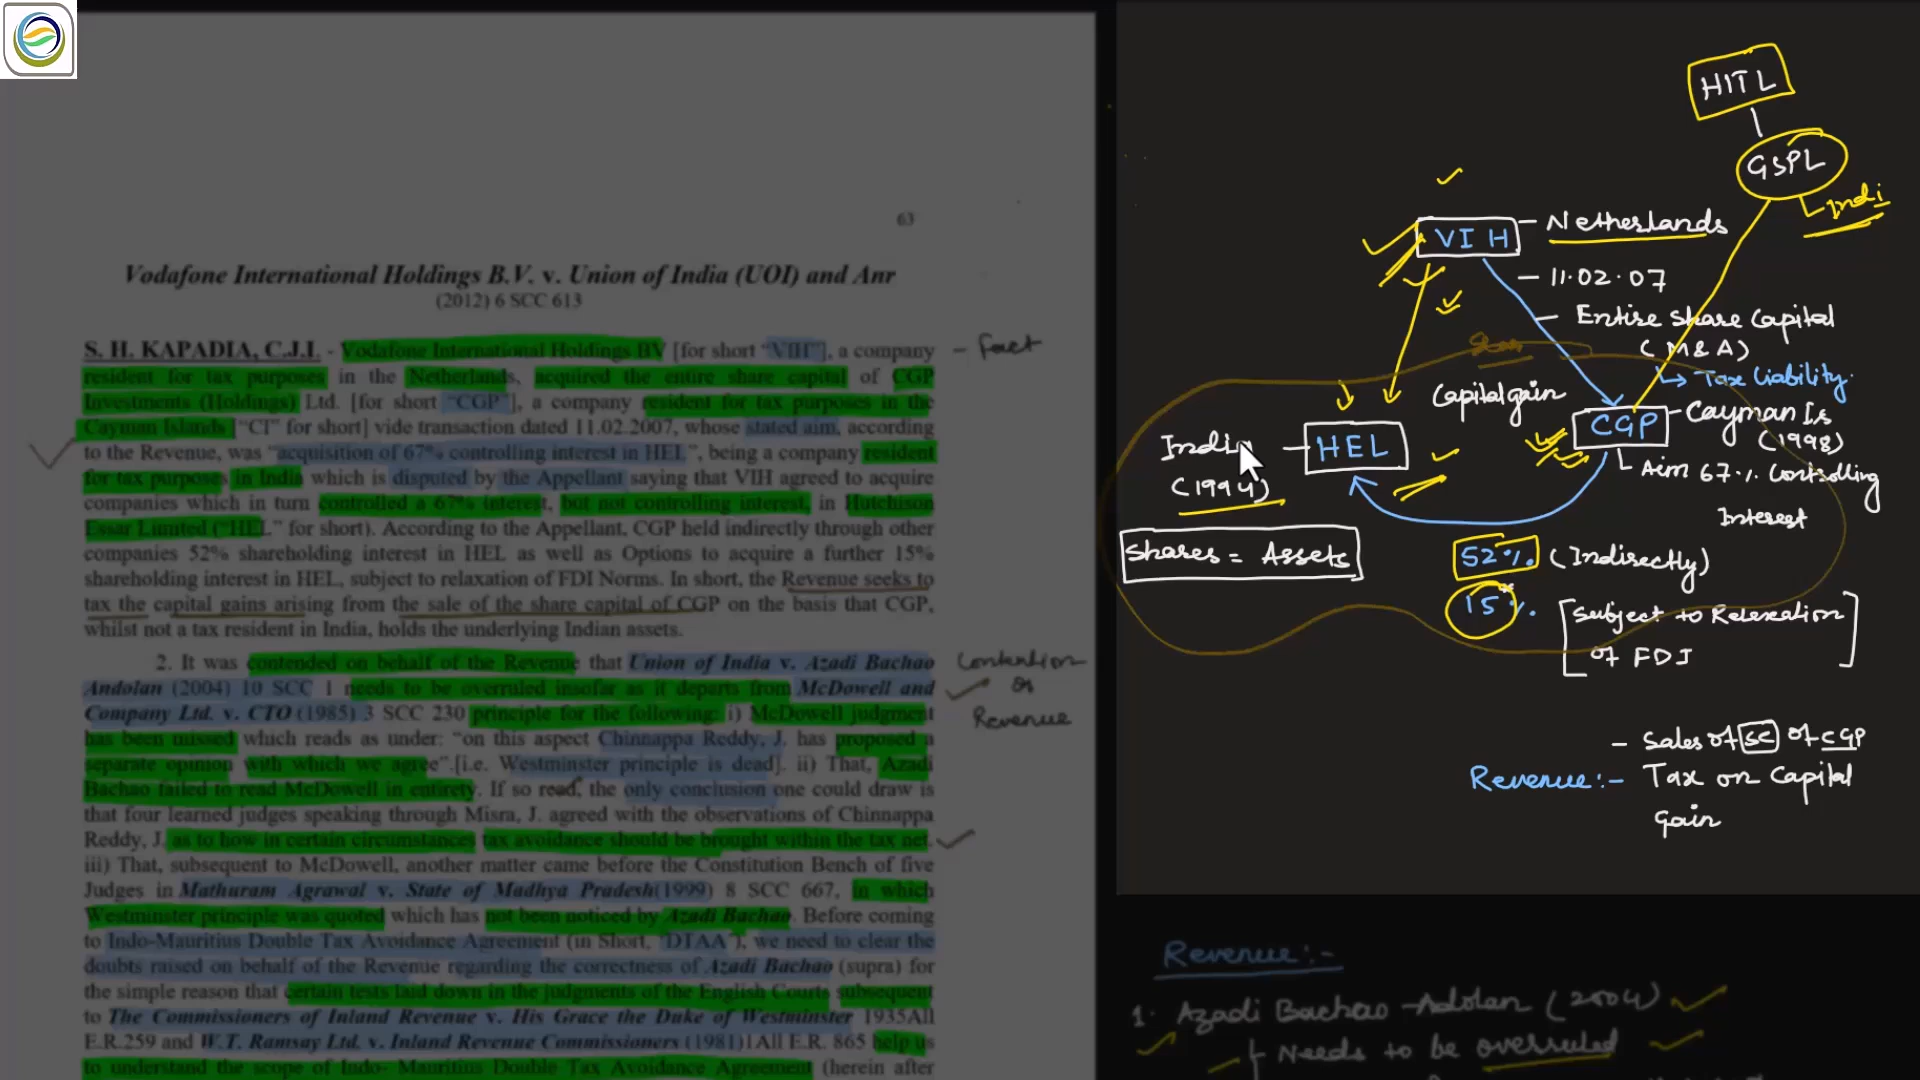 63
Vodafone International Holdings B.V. v. Union of India (UOI) and Anr
(2012) 6 SCC 613
S. H. KAPADIA, C.J.I. - Vodafone International Holdings BV [for short "VIH"], a company
resident for tax purposes in the Netherlands, acquired the entire share capital of CGP
Investments (Holdings) Ltd. [for short "CGP"], a company resident for tax purposes in the
Cayman Islands ["CI" for short] vide transaction dated 11.02.2007, whose stated aim, according
to the Revenue, was "acquisition of 67% controlling interest in HEL", being a company resident
for tax purposes in India which is disputed by the Appellant saying that VIH agreed to acquire
companies which in turn controlled a 67% interest, but not controlling interest, in Hutchison
Essar Limited ("HEL" for short). According to the Appellant, CGP held indirectly through other
companies 52% shareholding interest in HEL as well as Options to acquire a further 15%
shareholding interest in HEL, subject to relaxation of FDI Norms. In short, the Revenue seeks to
tax the capital gains arising from the sale of the share capital of CGP on the basis that CGP,
whilst not a tax resident in India, holds the underlying Indian assets.
2. It was contended on behalf of the Revenue that Union of India v. Azadi Bachao
Andolan (2004) 10 SCC 1 needs to be overruled insofar as it departs from McDowell and
Company Ltd. v. CTO (1985) 3 SCC 230 principle for the following: i) McDowell judgment
has been missed which reads as under: "on this aspect Chinnappa Reddy, J. has proposed a
separate opinion with which we agree".[i.e. Westminster principle is dead]. ii) That, Azadi
Bachao failed to read McDowell in entirety. If so read, the only conclusion one could draw is
that four learned judges speaking through Misra, J. agreed with the observations of Chinnappa
Reddy, J. as to how in certain circumstances tax avoidance should be brought within the tax net.
iii) That, subsequent to McDowell, another matter came before the Constitution Bench of five
Judges in Mathuram Agrawal v. State of Madhya Pradesh(1999) 8 SCC 667, in which
Westminster principle was quoted which has not been noticed by Azadi Bachao. Before coming
to Indo-Mauritius Double Tax Avoidance Agreement (in Short, "DTAA"), we need to clear the
doubts raised on behalf of the Revenue regarding the correctness of Azadi Bachao (supra) for
the simple reason that certain tests laid down in the judgments of the English Courts subsequent
to The Commissioners of Inland Revenue v. His Grace the Duke of Westminster 1935All
E.R.259 and W.T. Ramsay Ltd. v. Inland Revenue Commissioners (1981)1All E.R. 865 help us
to understand the scope of Indo- Mauritius Double Tax Avoidance Agreement (herein after
- Fact
Contention
of
Revenue
HITL
GSPL
Indi
VIH - Netherlands
- 11.02.07
- Entire Share Capital
(M&A)
Tax liability.
Capital gain
CGP - Cayman Is
(1998)
India - HEL
(1994)
Aim 67% Controlling
Interest
Shares = Assets
52% (Indirectly)
15%
[Subject to Relexation
of FDI]
- Sales of SC of CGP
Revenue:- Tax on Capital
gain
Revenue:-
1. Azadi Bachao -Adolan (2004)
Needs to be overruled